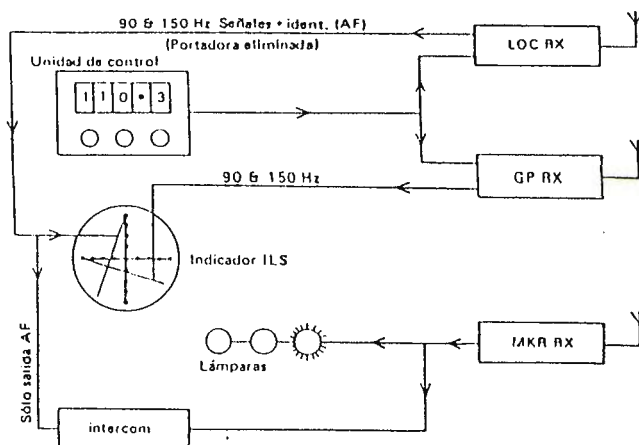 90 & 150 Hz Señales + ident. (AF)
(Portadora eliminada)
LOC RX
Unidad de control
1 1 0 • 3
GP RX
90 & 150 Hz
Indicador ILS
Sólo salida AF
Lámparas
MKR RX
intercom